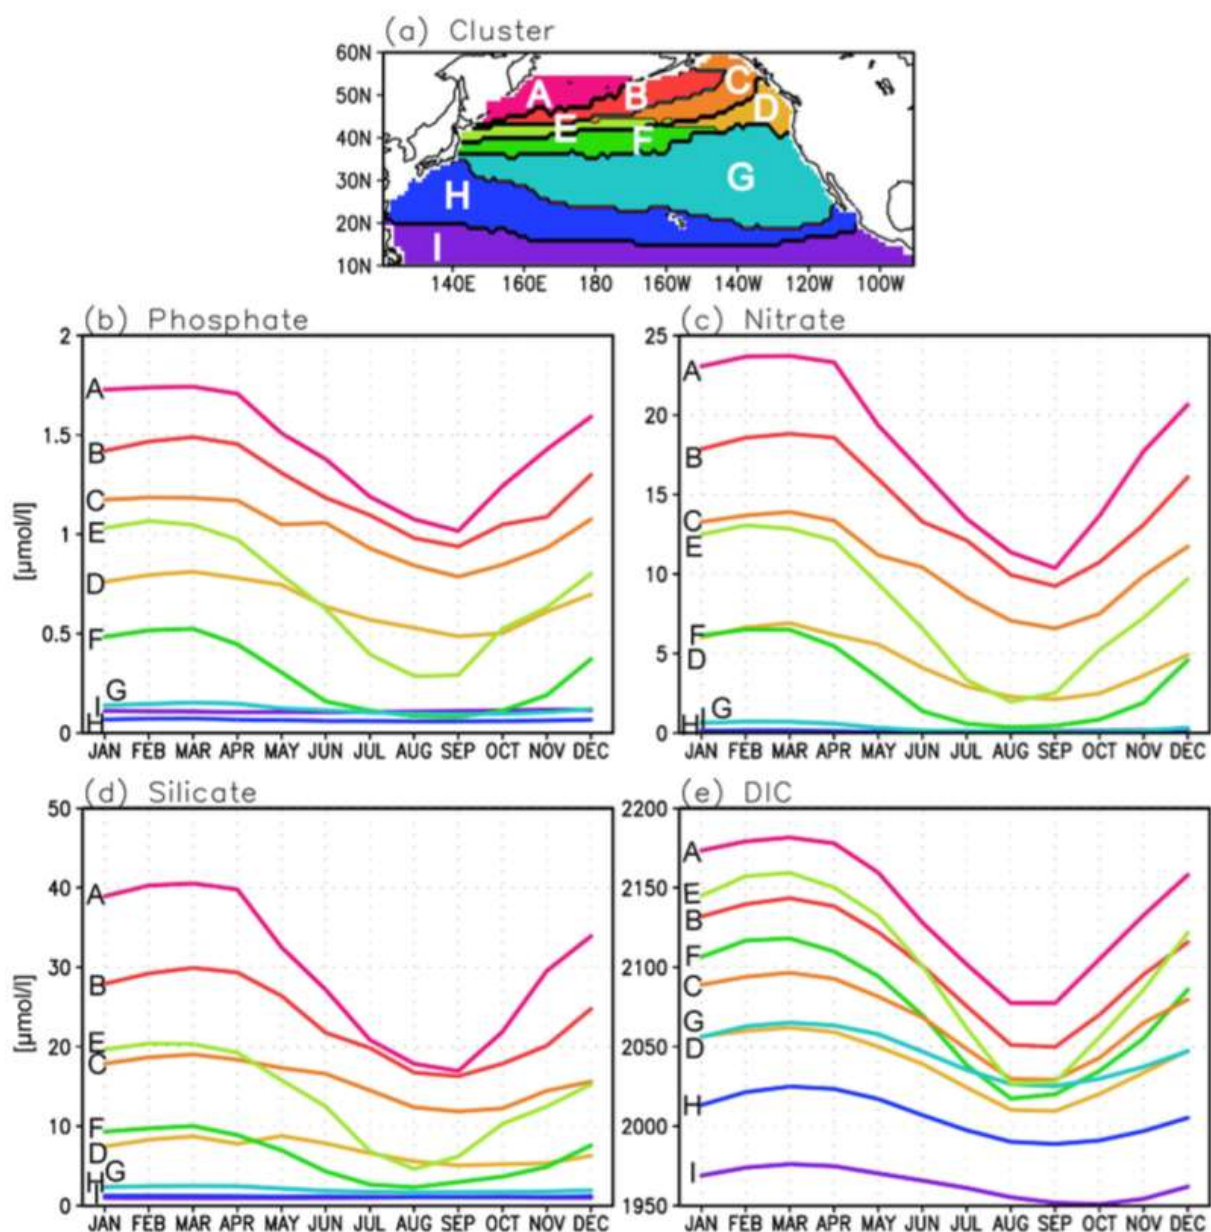 (a) Cluster
60N
50N
40N
30N
20N
10N
A
B
C
D
E
F
G
H
I
140E 160E 180 160W 140W 120W 100W
(b) Phosphate
2
1.5
1
0.5
0
[µmol/l]
A
B
C
E
D
F
I G
H
JAN FEB MAR APR MAY JUN JUL AUG SEP OCT NOV DEC
(c) Nitrate
25
20
15
10
5
0
A
B
C
E
F
D
H I G
JAN FEB MAR APR MAY JUN JUL AUG SEP OCT NOV DEC
(d) Silicate
50
40
30
20
10
0
[µmol/l]
A
B
E
C
F
D
H G
I
JAN FEB MAR APR MAY JUN JUL AUG SEP OCT NOV DEC
(e) DIC
2200
2150
2100
2050
2000
1950
A
E
B
F
C
G
D
H
I
JAN FEB MAR APR MAY JUN JUL AUG SEP OCT NOV DEC